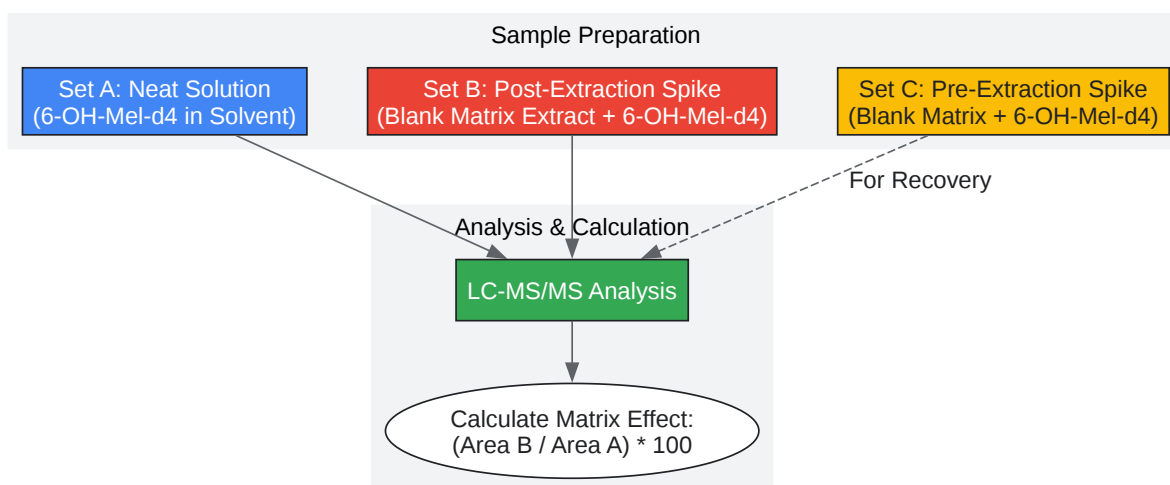 Sample Preparation
Set A: Neat Solution
(6-OH-Mel-d4 in Solvent)
Set B: Post-Extraction Spike
(Blank Matrix Extract + 6-OH-Mel-d4)
Set C: Pre-Extraction Spike
(Blank Matrix + 6-OH-Mel-d4)
For Recovery
Analysis & Calculation
LC-MS/MS Analysis
Calculate Matrix Effect:
(Area B / Area A) * 100